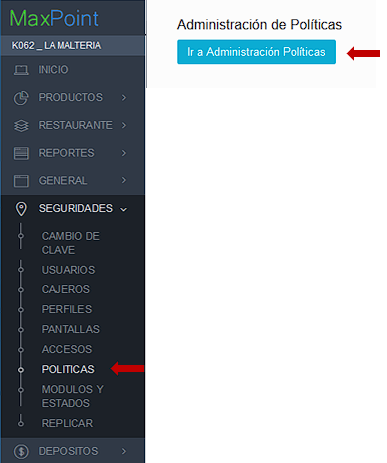 MaxPoint
K062 _ LA MALTERIA
INICIO
PRODUCTOS
RESTAURANTE
REPORTES
GENERAL
SEGURIDADES
CAMBIO DE
CLAVE
USUARIOS
CAJEROS
PERFILES
PANTALLAS
ACCESOS
POLITICAS
MODULOS Y
ESTADOS
REPLICAR
DEPOSITOS
Administración de Políticas
Ir a Administración Políticas